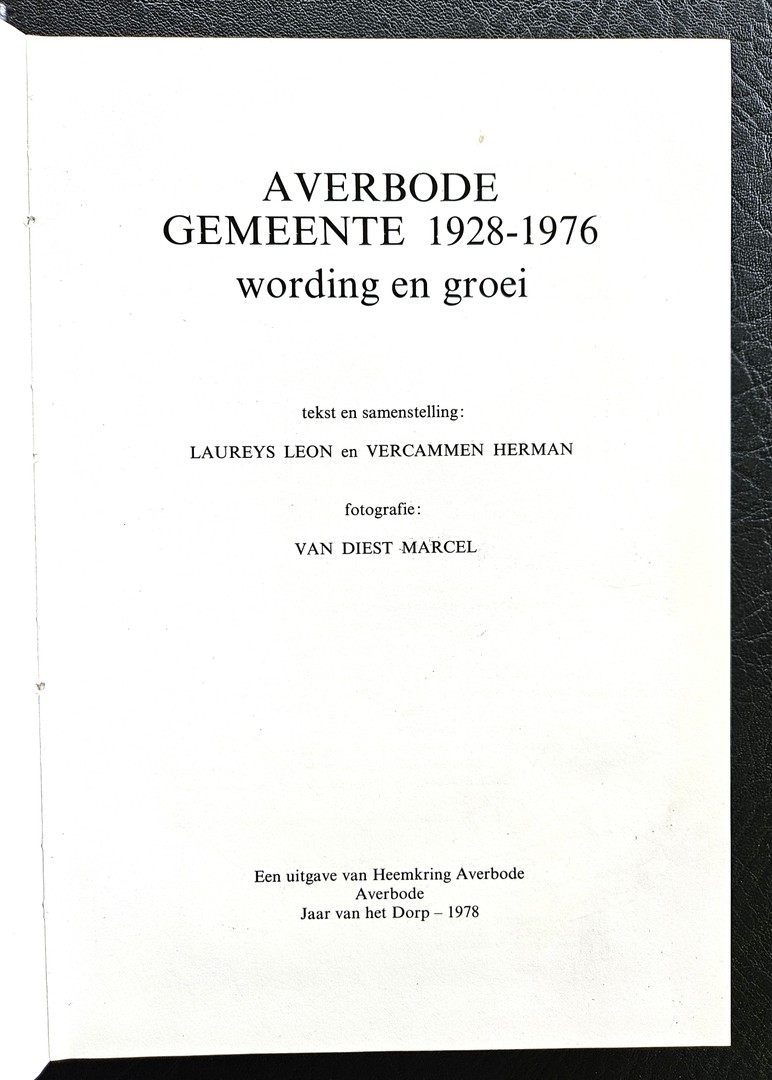 AVERBODE
GEMEENTE 1928-1976
wording en groei
tekst en samenstelling:
LAUREYS LEON en VERCAMMEN HERMAN
fotografie:
VAN DIEST MARCEL
Een uitgave van Heemkring Averbode
Averbode
Jaar van het Dorp – 1978